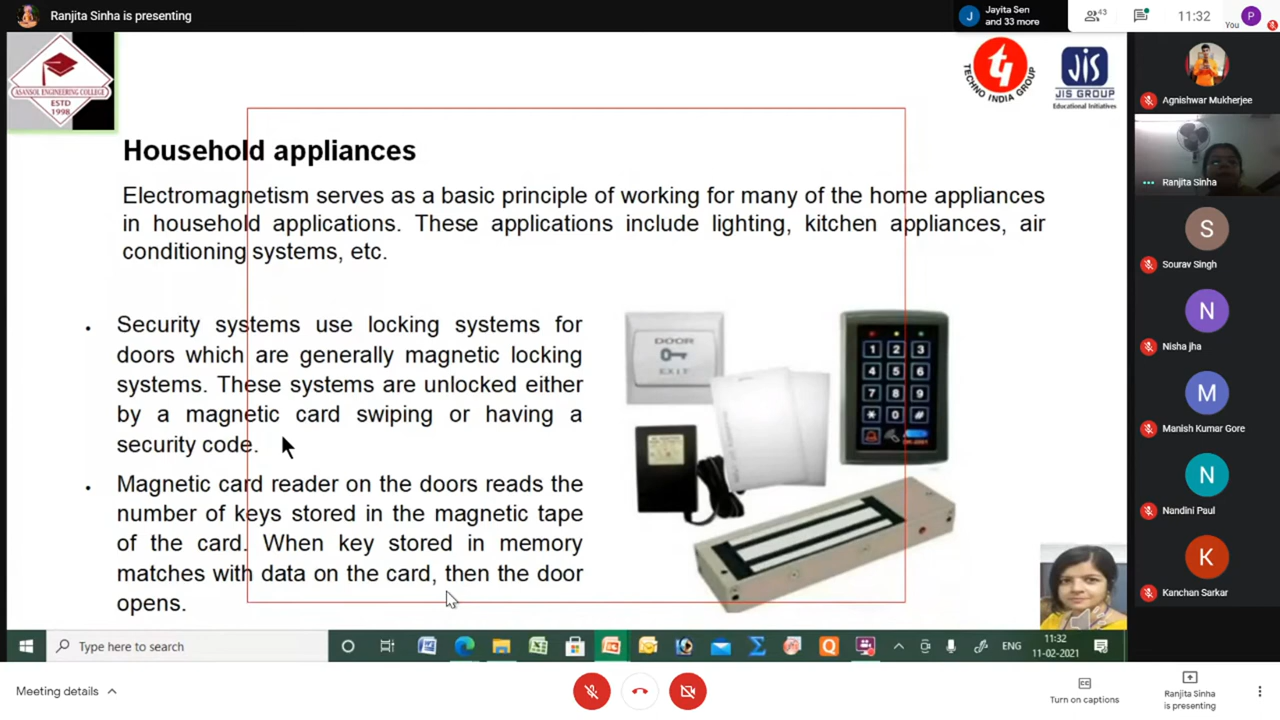 Ranjita Sinha is presenting
Jayita Sen
and 33 more
43
11:32
You
P
J
ASANSOL ENGINEERING COLLEGE
ESTD
1998
TECHNO INDIA GROUP
JIS
JIS GROUP
Educational Initiatives
Household appliances
Electromagnetism serves as a basic principle of working for many of the home appliances
in household applications. These applications include lighting, kitchen appliances, air
conditioning systems, etc.
• Security systems use locking systems for
doors which are generally magnetic locking
systems. These systems are unlocked either
by a magnetic card swiping or having a
security code.
• Magnetic card reader on the doors reads the
number of keys stored in the magnetic tape
of the card. When key stored in memory
matches with data on the card, then the door
opens.
DOOR
EXIT
1 2 3
4 5 6
7 8 9
* 0 #
Agnishwar Mukherjee
Ranjita Sinha
S
Sourav Singh
N
Nisha jha
M
Manish Kumar Gore
N
Nandini Paul
K
Kanchan Sarkar
Type here to search
ENG
11:32
11-02-2021
Meeting details
Turn on captions
Ranjita Sinha
is presenting